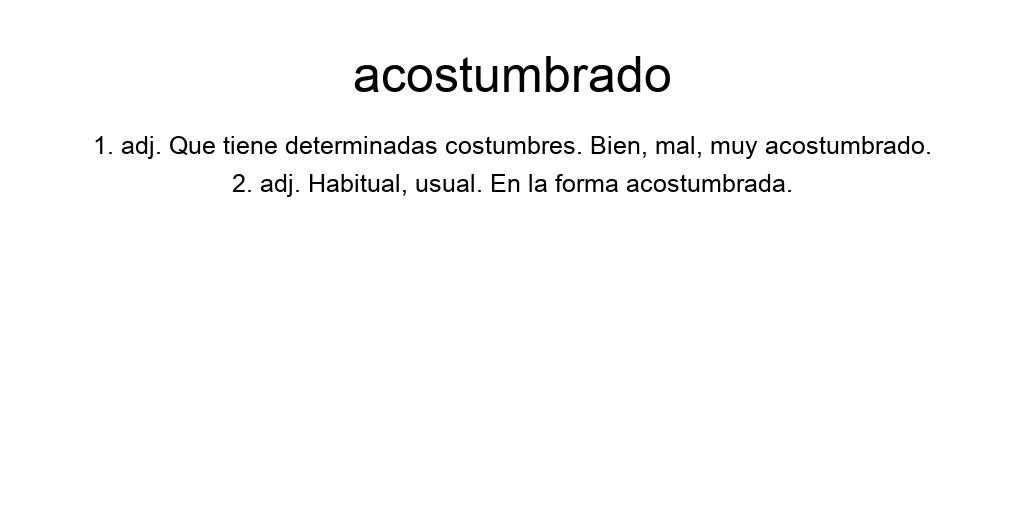 acostumbrado
1. adj. Que tiene determinadas costumbres. Bien, mal, muy acostumbrado.
2. adj. Habitual, usual. En la forma acostumbrada.